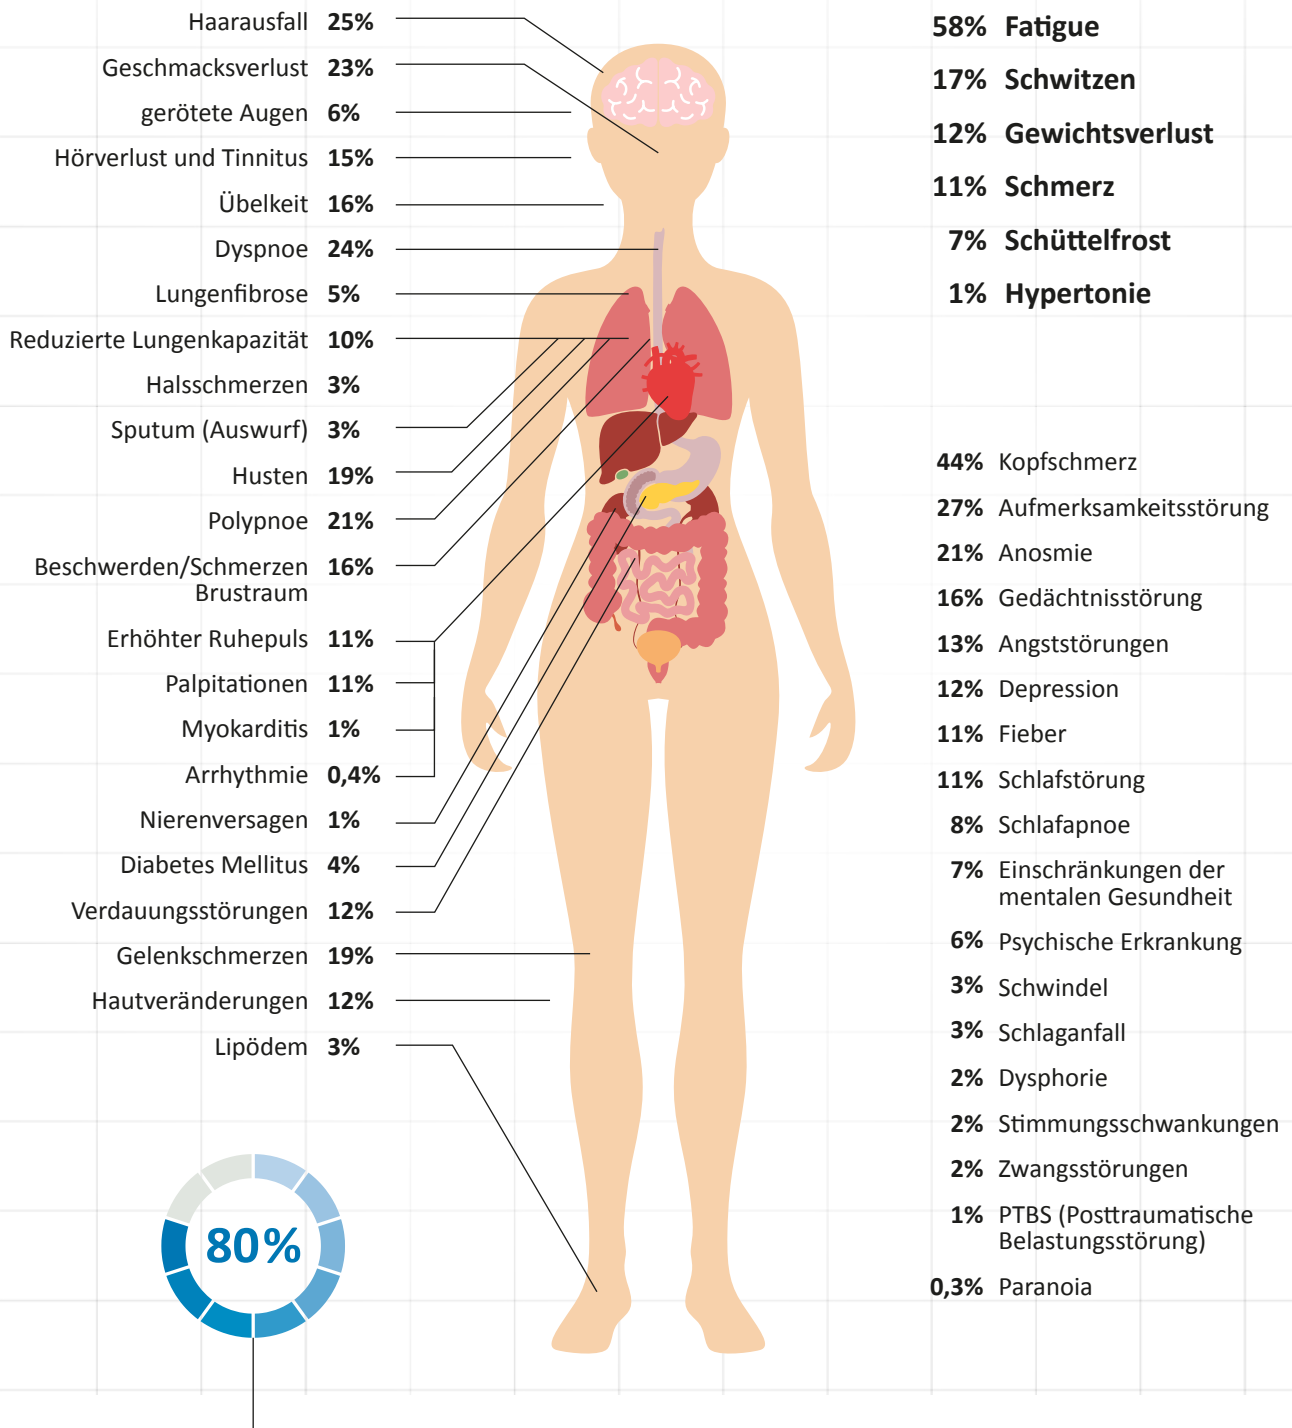 Haarausfall 25%
Geschmacksverlust 23%
gerötete Augen 6%
Hörverlust und Tinnitus 15%
Übelkeit 16%
Dyspnoe 24%
Lungenfibrose 5%
Reduzierte Lungenkapazität 10%
Halsschmerzen 3%
Sputum (Auswurf) 3%
Husten 19%
Polypnoe 21%
Beschwerden/Schmerzen 16%
Brustraum
Erhöhter Ruhepuls 11%
Palpitationen 11%
Myokarditis 1%
Arrhythmie 0,4%
Nierenversagen 1%
Diabetes Mellitus 4%
Verdauungsstörungen 12%
Gelenkschmerzen 19%
Hautveränderungen 12%
Lipödem 3%
80%
58% Fatigue
17% Schwitzen
12% Gewichtsverlust
11% Schmerz
7% Schüttelfrost
1% Hypertonie
44% Kopfschmerz
27% Aufmerksamkeitsstörung
21% Anosmie
16% Gedächtnisstörung
13% Angststörungen
12% Depression
11% Fieber
11% Schlafstörung
8% Schlafapnoe
7% Einschränkungen der
mentalen Gesundheit
6% Psychische Erkrankung
3% Schwindel
3% Schlaganfall
2% Dysphorie
2% Stimmungsschwankungen
2% Zwangsstörungen
1% PTBS (Posttraumatische
Belastungsstörung)
0,3% Paranoia